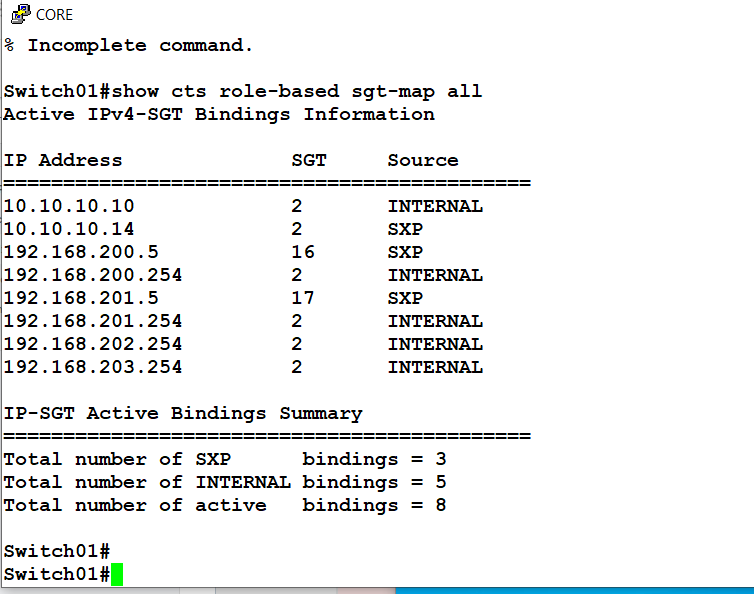 CORE
% Incomplete command.
Switch01#show cts role-based sgt-map all
Active IPv4-SGT Bindings Information
IP Address SGT Source
============================================
10.10.10.10 2 INTERNAL
10.10.10.14 2 SXP
192.168.200.5 16 SXP
192.168.200.254 2 INTERNAL
192.168.201.5 17 SXP
192.168.201.254 2 INTERNAL
192.168.202.254 2 INTERNAL
192.168.203.254 2 INTERNAL
IP-SGT Active Bindings Summary
============================================
Total number of SXP bindings = 3
Total number of INTERNAL bindings = 5
Total number of active bindings = 8
Switch01#
Switch01#